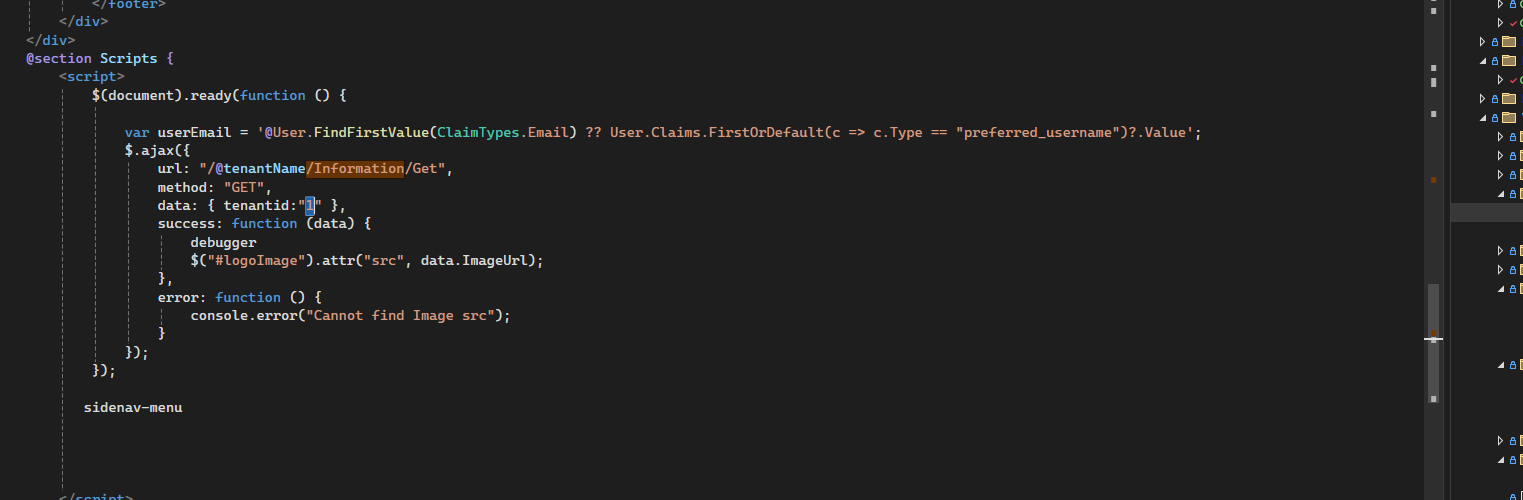 </footer>
</div>
</div>
@section Scripts {
<script>
$(document).ready(function () {
var userEmail = '@User.FindFirstValue(ClaimTypes.Email) ?? User.Claims.FirstOrDefault(c => c.Type == "preferred_username")?.Value';
$.ajax({
url: "/@tenantName/Information/Get",
method: "GET",
data: { tenantid:"1" },
success: function (data) {
debugger
$("#logoImage").attr("src", data.ImageUrl);
},
error: function () {
console.error("Cannot find Image src");
}
});
});
sidenav-menu
</script>